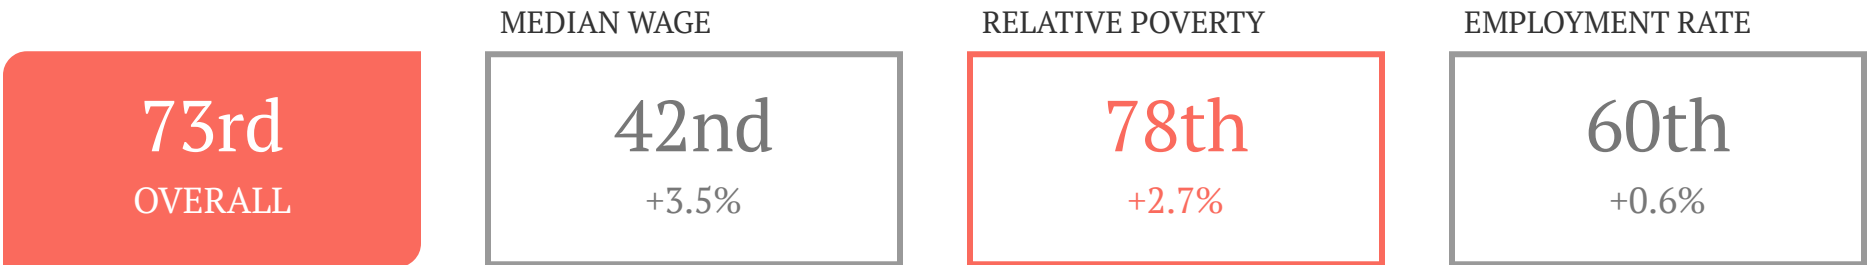 MEDIAN WAGE
RELATIVE POVERTY
EMPLOYMENT RATE
73rd
OVERALL
42nd
+3.5%
78th
+2.7%
60th
+0.6%